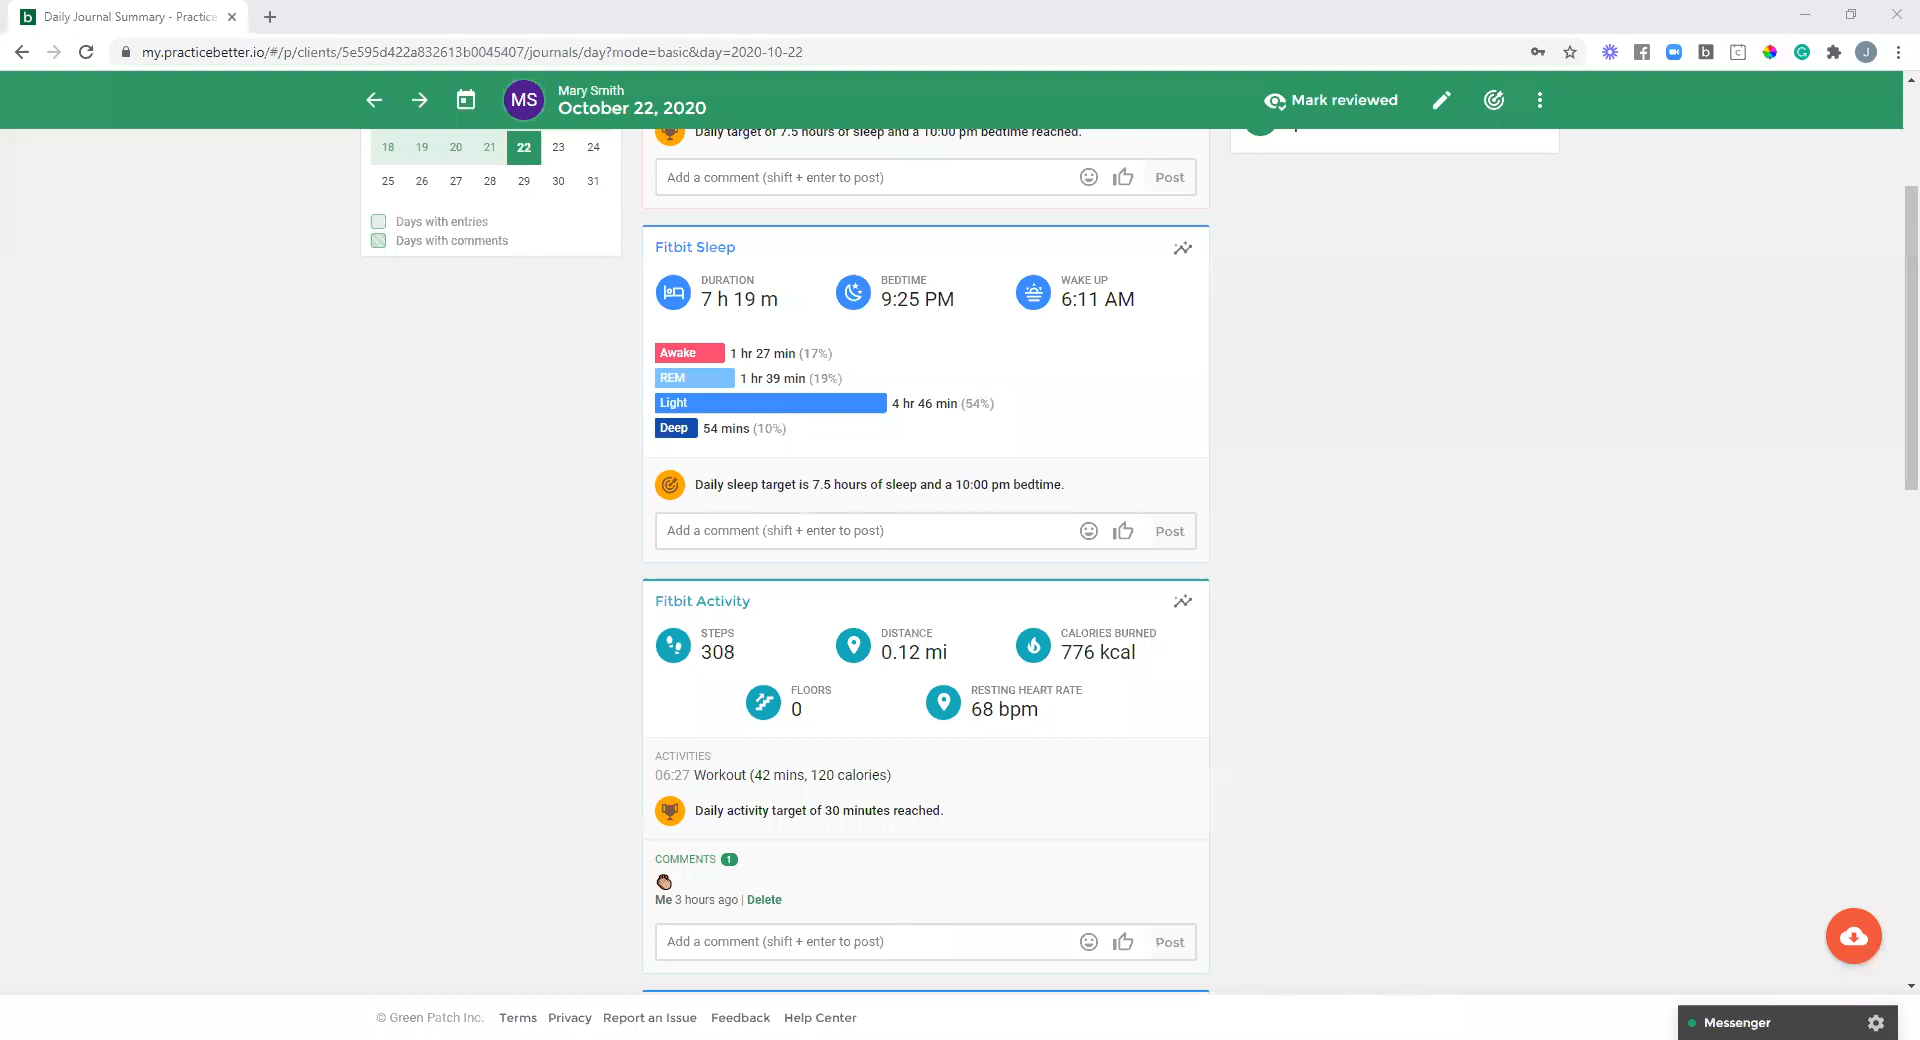 Daily Journal Summary - Practice
my.practicebetter.io/#/p/clients/5e595d422a832613b0045407/journals/day?mode=basic&day=2020-10-22
J
MS
Mary Smith
October 22, 2020
Mark reviewed
18 19 20 21 22 23 24
25 26 27 28 29 30 31
Days with entries
Days with comments
Daily target of 7.5 hours of sleep and a 10:00 pm bedtime reached.
Add a comment (shift + enter to post)
Post
Fitbit Sleep
DURATION
7 h 19 m
BEDTIME
9:25 PM
WAKE UP
6:11 AM
Awake 1 hr 27 min (17%)
REM 1 hr 39 min (19%)
Light 4 hr 46 min (54%)
Deep 54 mins (10%)
Daily sleep target is 7.5 hours of sleep and a 10:00 pm bedtime.
Add a comment (shift + enter to post)
Post
Fitbit Activity
STEPS
308
DISTANCE
0.12 mi
CALORIES BURNED
776 kcal
FLOORS
0
RESTING HEART RATE
68 bpm
ACTIVITIES
06:27 Workout (42 mins, 120 calories)
Daily activity target of 30 minutes reached.
COMMENTS 1
Me 3 hours ago | Delete
Add a comment (shift + enter to post)
Post
© Green Patch Inc. Terms Privacy Report an Issue Feedback Help Center
Messenger